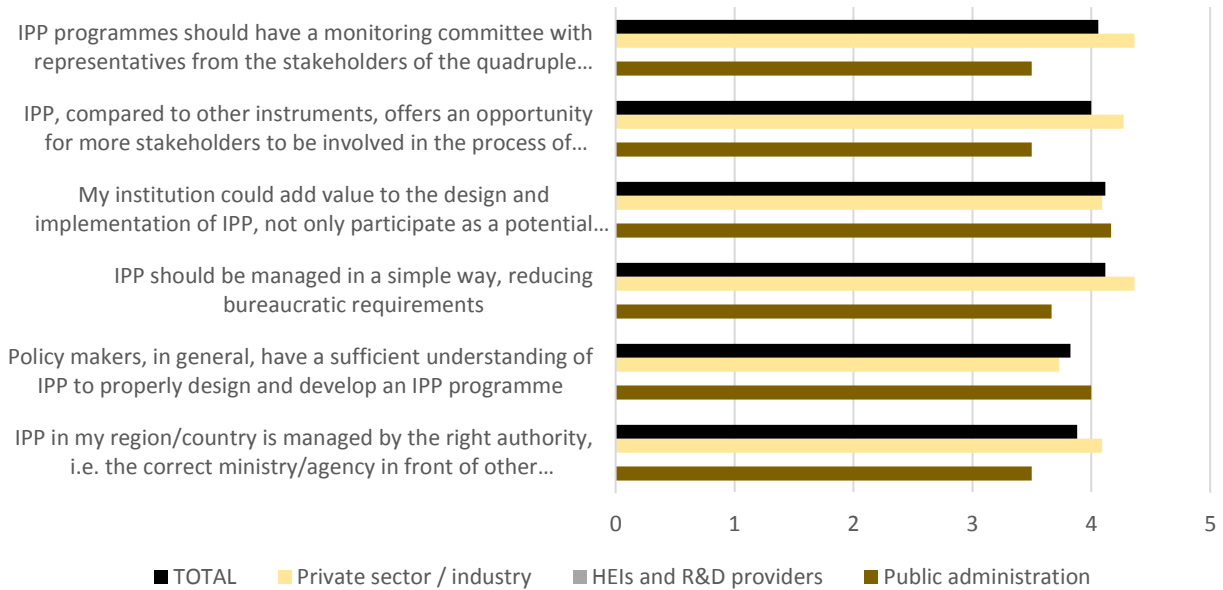 IPP programmes should have a monitoring committee with
representatives from the stakeholders of the quadruple...
IPP, compared to other instruments, offers an opportunity
for more stakeholders to be involved in the process of...
My institution could add value to the design and
implementation of IPP, not only participate as a potential...
IPP should be managed in a simple way, reducing
bureaucratic requirements
Policy makers, in general, have a sufficient understanding of
IPP to properly design and develop an IPP programme
IPP in my region/country is managed by the right authority,
i.e. the correct ministry/agency in front of other...
0 1 2 3 4 5
TOTAL Private sector / industry HEIs and R&D providers Public administration